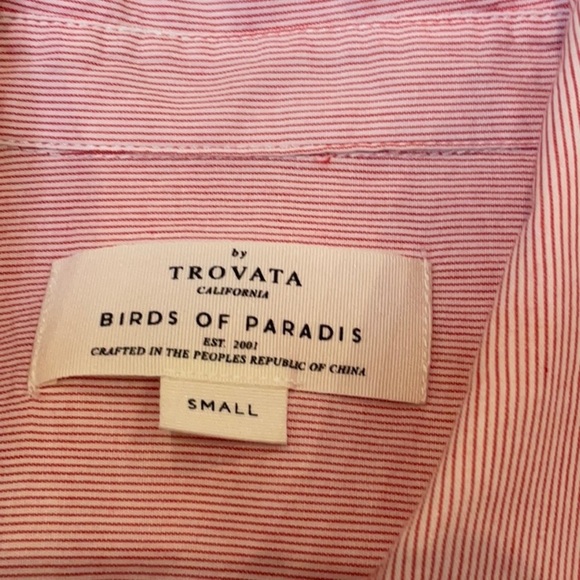 by
TROVATA
CALIFORNIA
BIRDS OF PARADIS
EST. 2001
CRAFTED IN THE PEOPLES REPUBLIC OF CHINA
SMALL